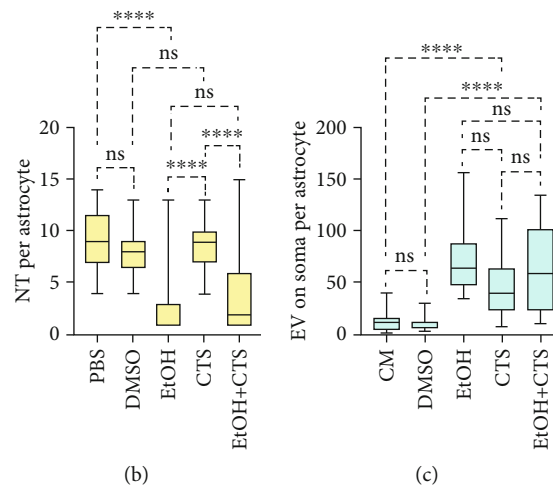 ****
ns
ns
ns
****
****
20
15
10
5
0
NT per astrocyte
PBS
DMSO
EtOH
CTS
EtOH+CTS
(b)
****
****
ns
ns
ns
ns
200
150
100
50
0
EV on soma per astrocyte
CM
DMSO
EtOH
CTS
EtOH+CTS
(c)